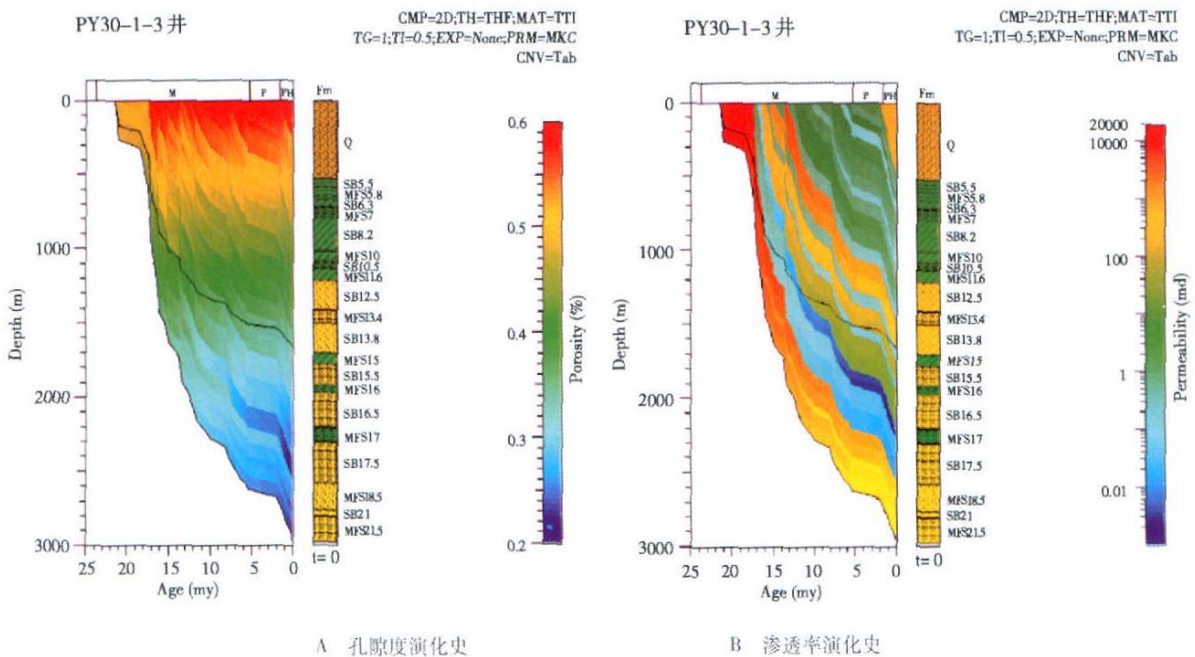 PY30-1-3井
CMP=2D;TH=THF;MAT=TTI
TG=1;TI=0.5;EXP=None;PRM=MKC
CNV=Tab
M
P
PH
Fm
0
1000
2000
3000
Depth (m)
25
20
15
10
5
0
Age (my)
Q
SB5.5
MFS5.8
SB6.3
MFS7
SB8.2
MFS10
SB10.5
MFS11.6
SB12.5
MFS13.4
SB13.8
MFS15
SB15.5
MFS16
SB16.5
MFS17
SB17.5
MFS18.5
SB21
MFS21.5
t= 0
0.6
0.5
0.4
0.3
0.2
Porosity (%)
A 孔隙度演化史
PY30-1-3井
CMP=2D;TH=THF;MAT=TTI
TG=1;TI=0.5;EXP=None;PRM=MKC
CNV=Tab
M
P
PH
Fm
0
1000
2000
3000
Depth (m)
25
20
15
10
5
0
Age (my)
Q
SB5.5
MFS5.8
SB6.3
MFS7
SB8.2
MFS10
SB10.5
MFS11.6
SB12.5
MFS13.4
SB13.8
MFS15
SB15.5
MFS16
SB16.5
MFS17
SB17.5
MFS18.5
SB21
MFS21.5
t= 0
20000
10000
100
1
0.01
Permeability (md)
B 渗透率演化史